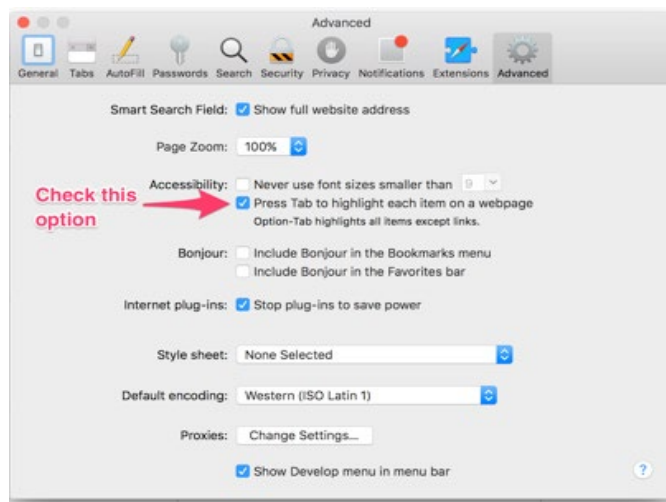 Advanced
General Tabs AutoFill Passwords Search Security Privacy Notifications Extensions Advanced
Smart Search Field: Show full website address
Page Zoom: 100%
Accessibility: Never use font sizes smaller than 9
Check this option
Press Tab to highlight each item on a webpage
Option-Tab highlights all items except links.
Bonjour: Include Bonjour in the Bookmarks menu
Include Bonjour in the Favorites bar
Internet plug-ins: Stop plug-ins to save power
Style sheet: None Selected
Default encoding: Western (ISO Latin 1)
Proxies: Change Settings...
Show Develop menu in menu bar
?